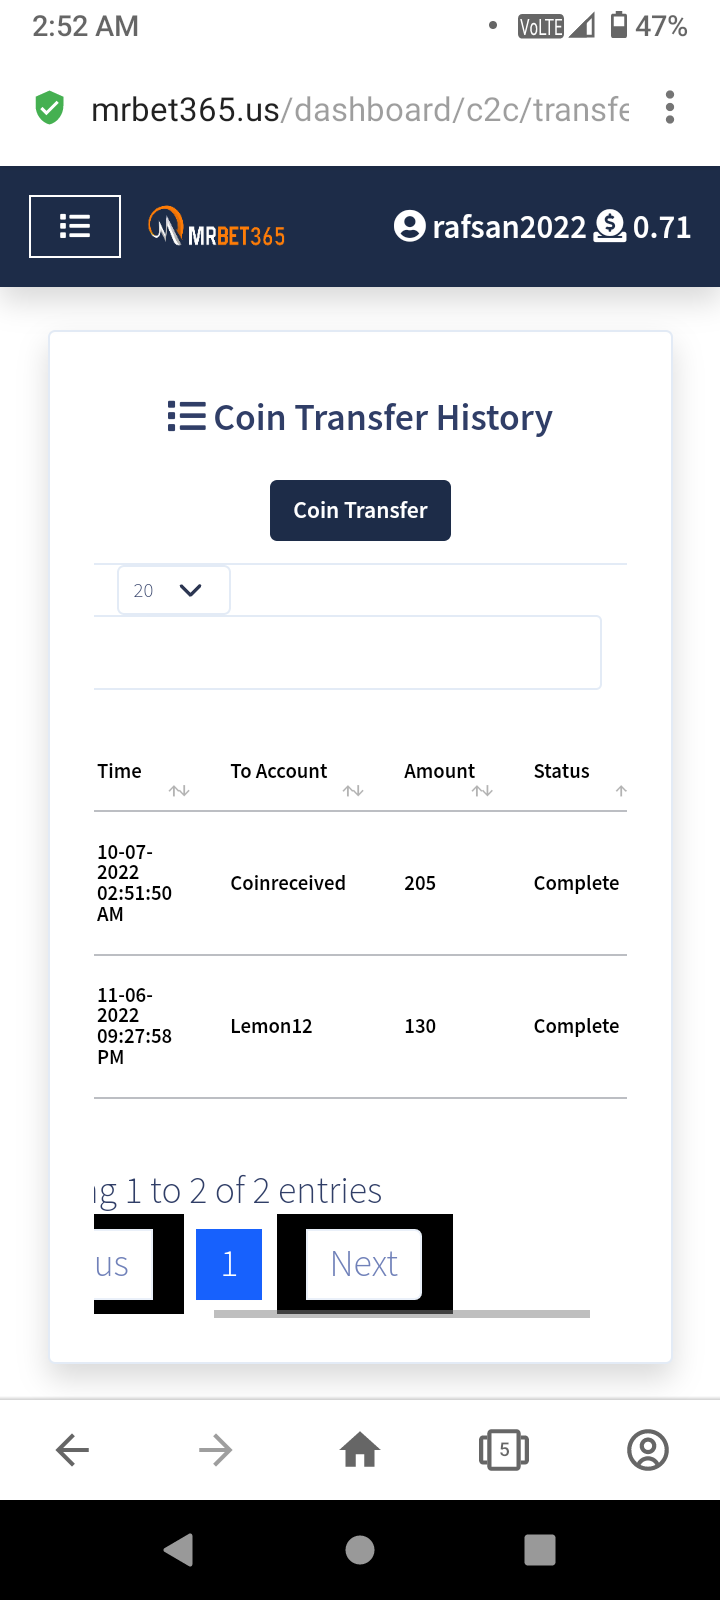 2:52 AM
VoLTE
47%
mrbet365.us/dashboard/c2c/transfe
MRBET365
rafsan2022 0.71
Coin Transfer History
Coin Transfer
20
Time To Account Amount Status
10-07-
2022
02:51:50
AM
Coinreceived 205 Complete
11-06-
2022
09:27:58
PM
Lemon12 130 Complete
ng 1 to 2 of 2 entries
us 1 Next
5